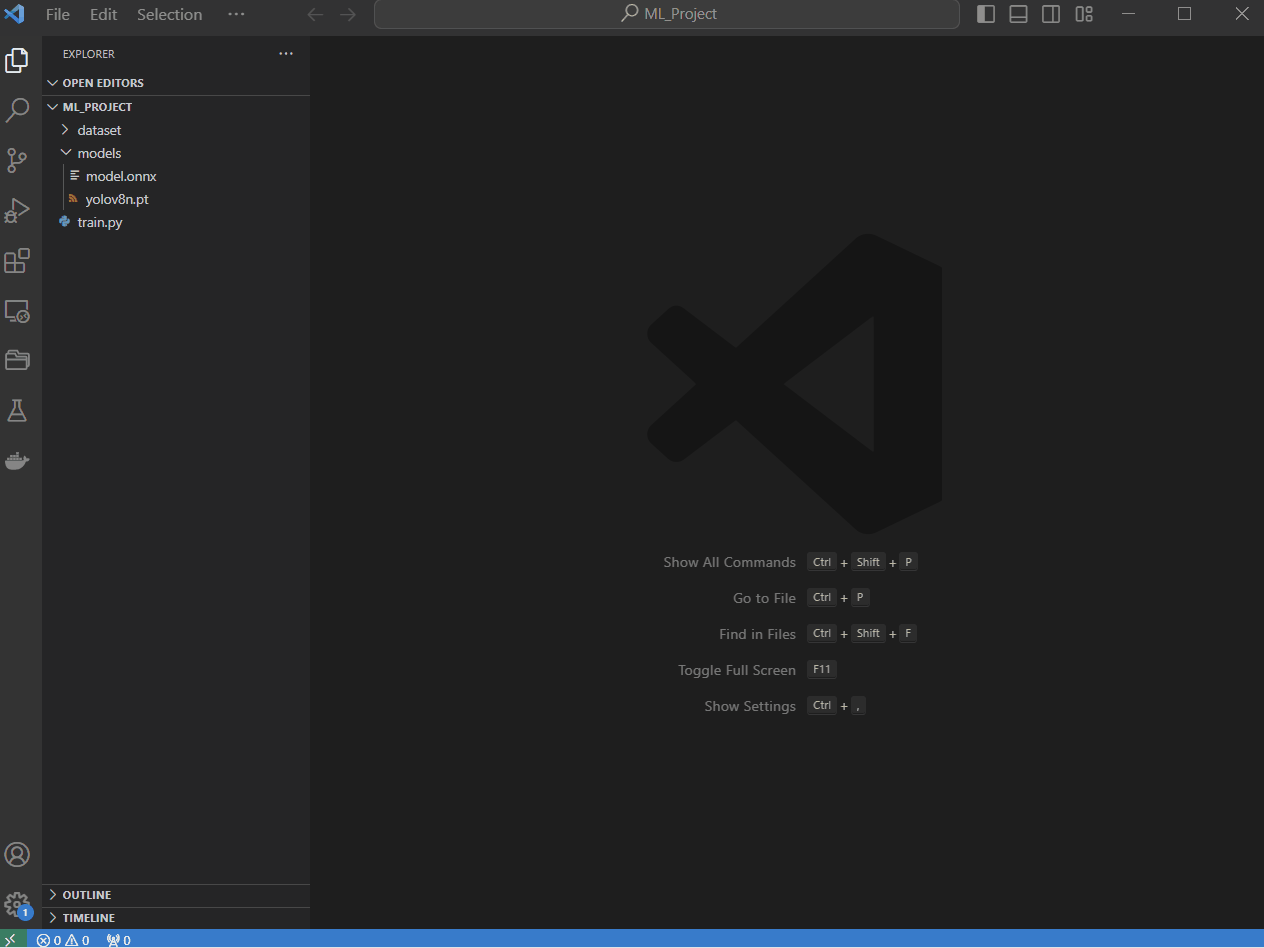 File Edit Selection ···
ML_Project
EXPLORER ···
OPEN EDITORS
ML_PROJECT
dataset
models
model.onnx
yolov8n.pt
train.py
Show All Commands Ctrl + Shift + P
Go to File Ctrl + P
Find in Files Ctrl + Shift + F
Toggle Full Screen F11
Show Settings Ctrl + ,
OUTLINE
1
TIMELINE
0 0 0